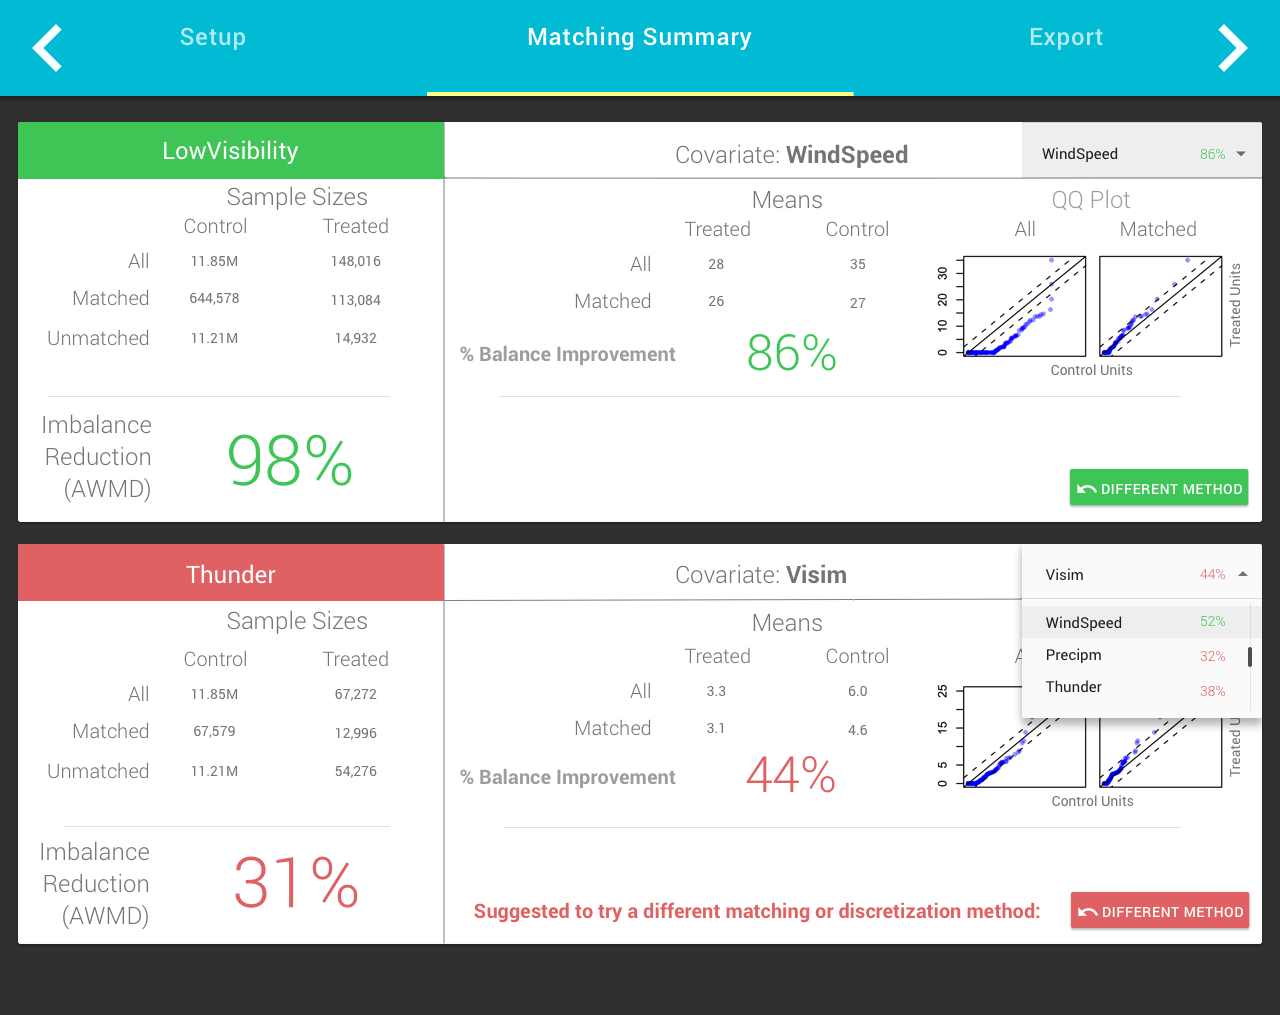 Setup
Matching Summary
Export
LowVisibility
Sample Sizes
Control Treated
All 11.85M 148,016
Matched 644,578 113,084
Unmatched 11.21M 14,932
Imbalance
Reduction
(AWMD)
98%
Covariate: WindSpeed
WindSpeed 86%
Means
Treated Control
All 28 35
Matched 26 27
% Balance Improvement 86%
QQ Plot
All Matched
30
20
10
0
Control Units
Treated Units
DIFFERENT METHOD
Thunder
Sample Sizes
Control Treated
All 11.85M 67,272
Matched 67,579 12,996
Unmatched 11.21M 54,276
Imbalance
Reduction
(AWMD)
31%
Covariate: Visim
Visim 44%
WindSpeed 52%
Precipm 32%
Thunder 38%
Means
Treated Control
All 3.3 6.0
Matched 3.1 4.6
% Balance Improvement 44%
25
15
5
0
Control Units
Treated U
Suggested to try a different matching or discretization method:
DIFFERENT METHOD